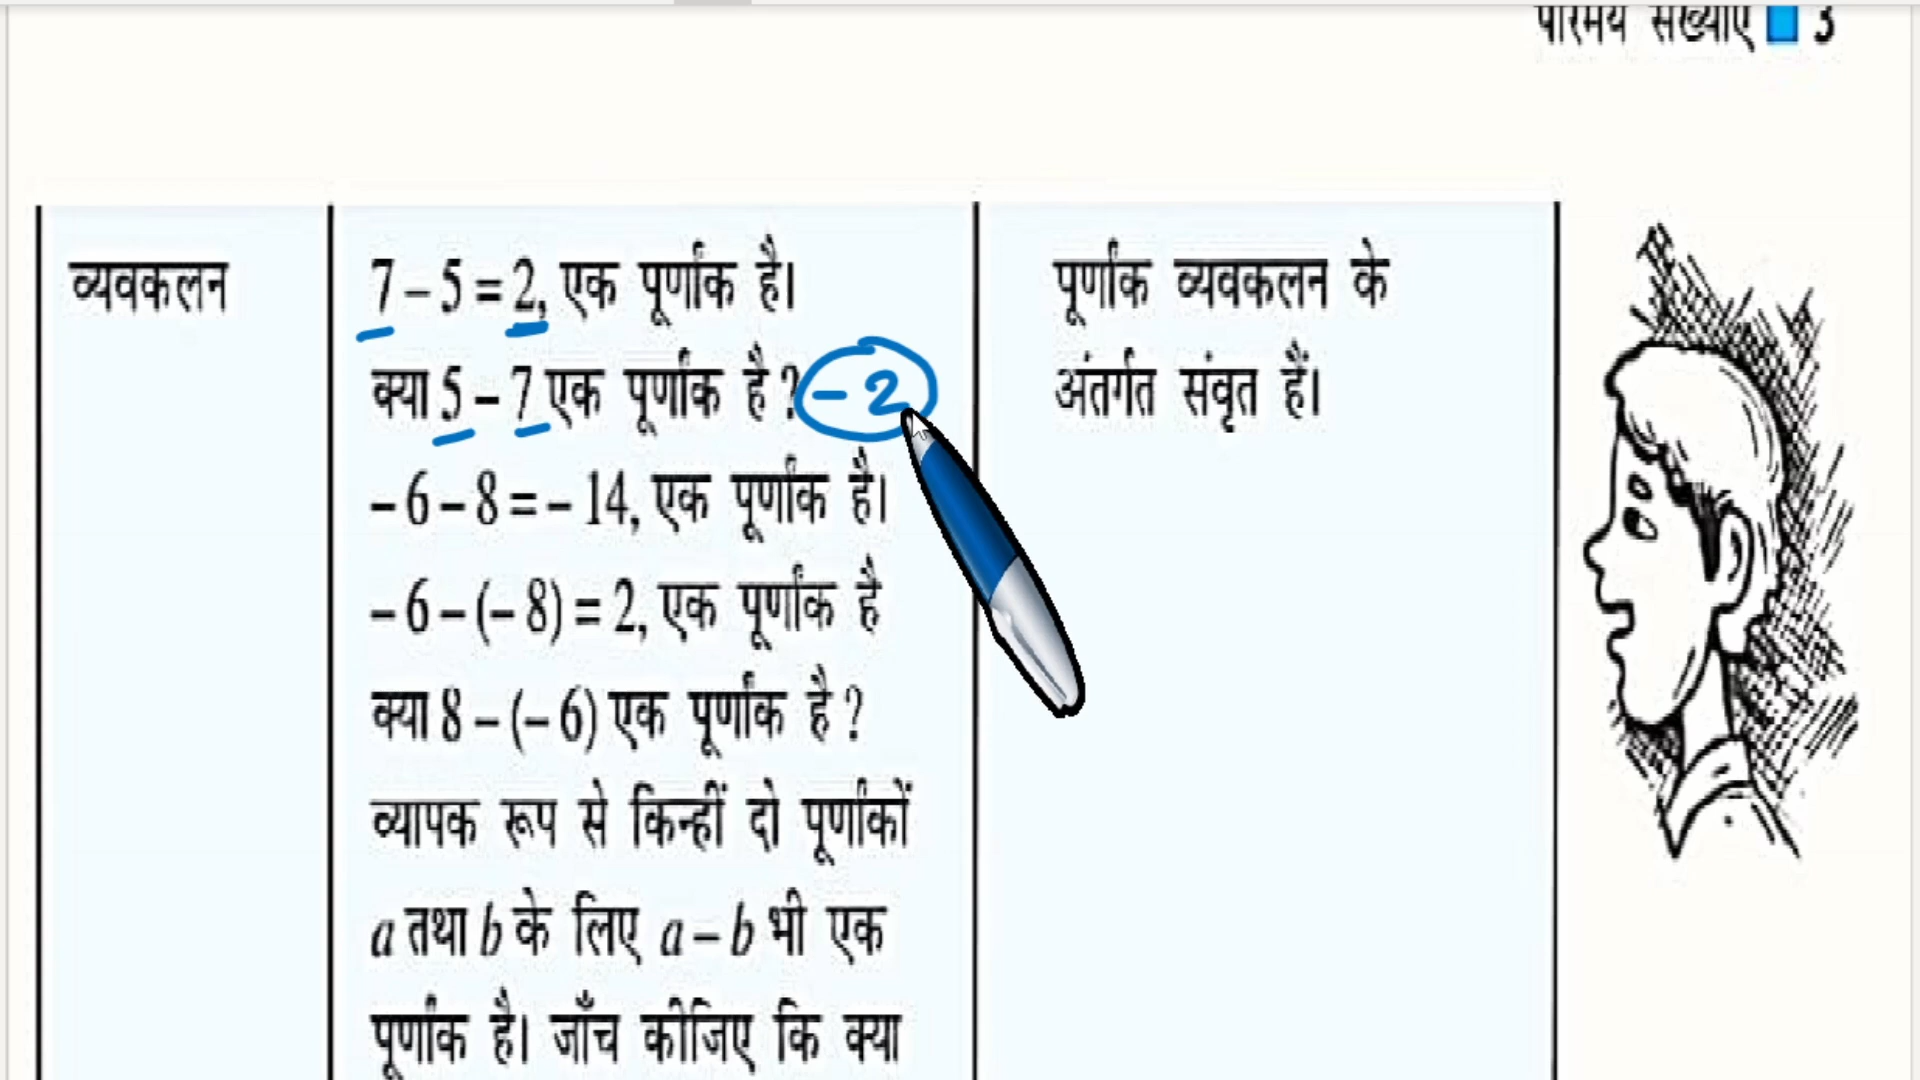 परिमेय संख्याएँ 3
व्यवकलन
7 – 5 = 2, एक पूर्णांक है।
क्या 5 – 7 एक पूर्णांक है ? – 2
– 6 – 8 = – 14, एक पूर्णांक है।
– 6 – (– 8) = 2, एक पूर्णांक है
क्या 8 – (– 6) एक पूर्णांक है ?
व्यापक रूप से किन्हीं दो पूर्णांकों
a तथा b के लिए a – b भी एक
पूर्णांक है। जाँच कीजिए कि क्या
पूर्णांक व्यवकलन के
अंतर्गत संवृत हैं।